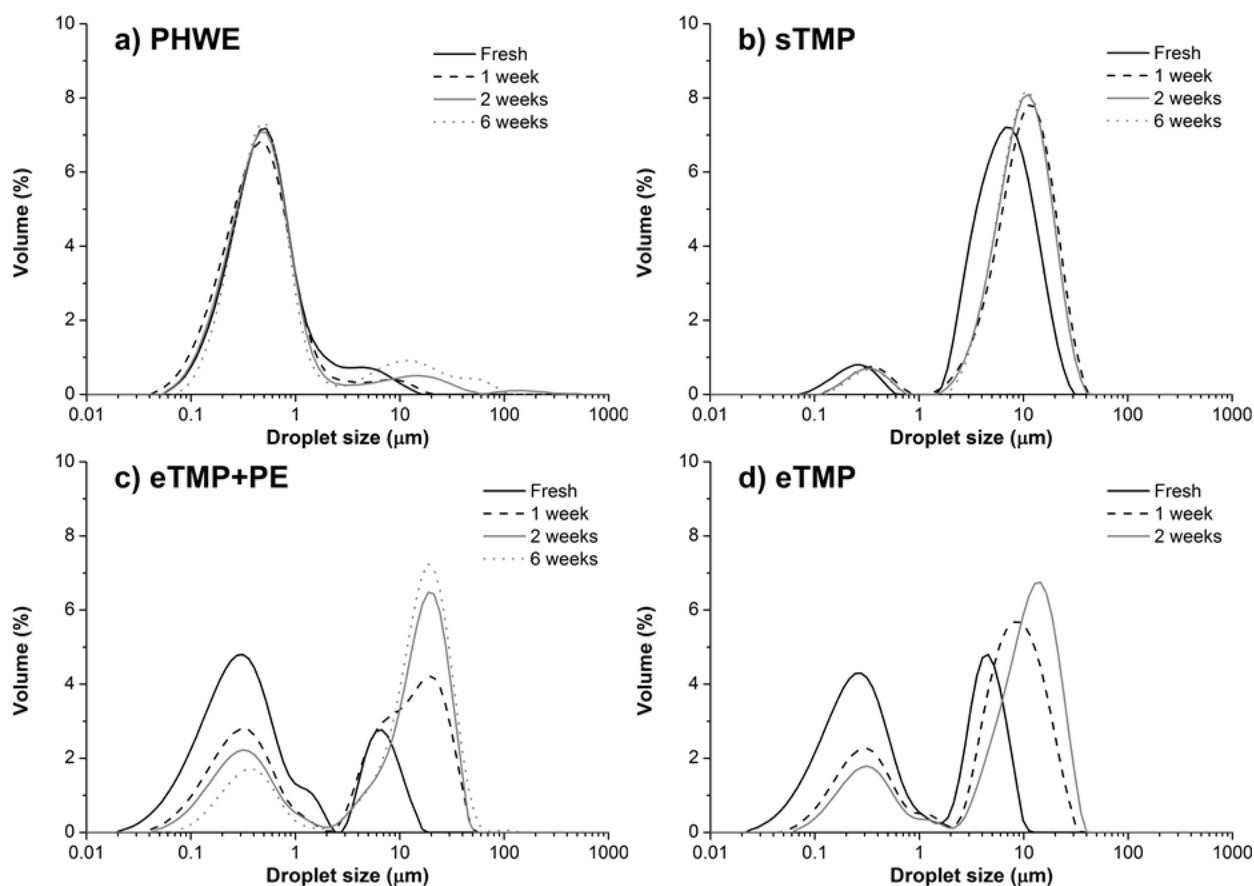 a) PHWE
Fresh
1 week
2 weeks
6 weeks
Volume (%)
10
8
6
4
2
0
0.01 0.1 1 10 100 1000
Droplet size (μm)
b) sTMP
Fresh
1 week
2 weeks
6 weeks
Volume (%)
10
8
6
4
2
0
0.01 0.1 1 10 100 1000
Droplet size (μm)
c) eTMP+PE
Fresh
1 week
2 weeks
6 weeks
Volume (%)
10
8
6
4
2
0
0.01 0.1 1 10 100 1000
Droplet size (μm)
d) eTMP
Fresh
1 week
2 weeks
Volume (%)
10
8
6
4
2
0
0.01 0.1 1 10 100 1000
Droplet size (μm)